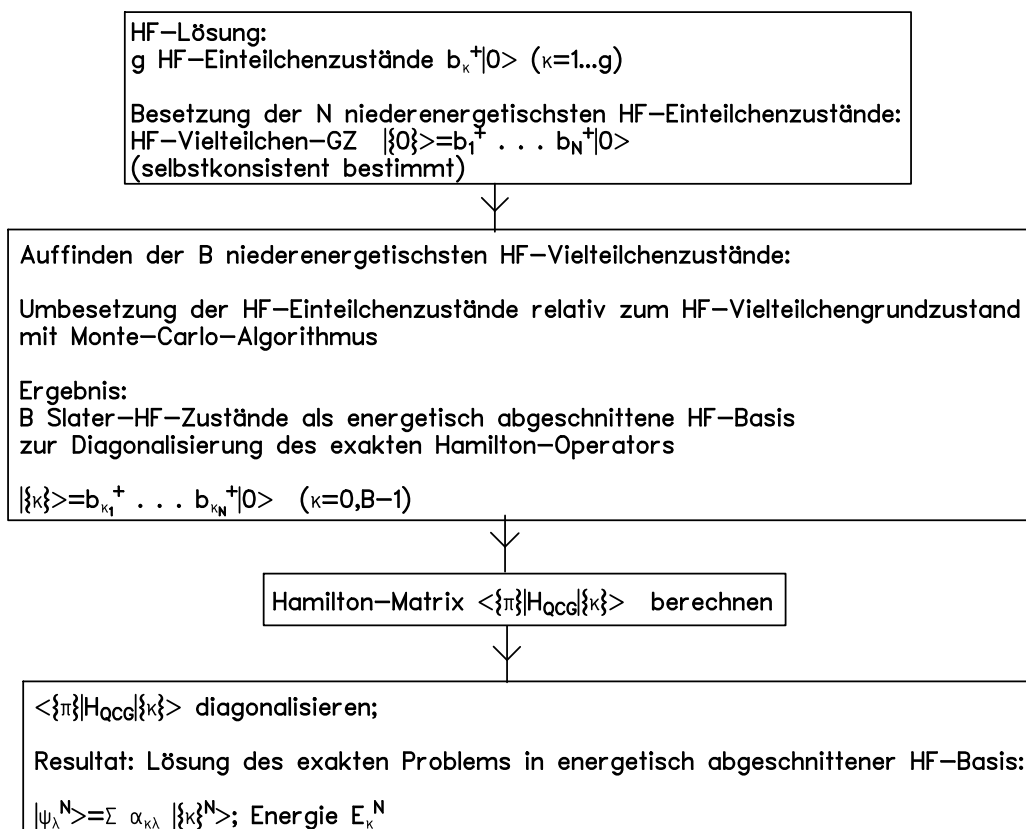 HF–Lösung:
g HF–Einteilchenzustände b_κ^+|0> (κ=1...g)
Besetzung der N niederenergetischsten HF–Einteilchenzustände:
HF–Vielteilchen–GZ |{0}>=b_1^+ . . . b_N^+|0>
(selbstkonsistent bestimmt)
Auffinden der B niederenergetischsten HF–Vielteilchenzustände:
Umbesetzung der HF–Einteilchenzustände relativ zum HF–Vielteilchengrundzustand
mit Monte–Carlo–Algorithmus
Ergebnis:
B Slater–HF–Zustände als energetisch abgeschnittene HF–Basis
zur Diagonalisierung des exakten Hamilton–Operators
|{κ}>=b_κ_1^+ . . . b_κ_N^+|0> (κ=0,B–1)
Hamilton–Matrix <{π}|H_QCG|{κ}> berechnen
<{π}|H_QCG|{κ}> diagonalisieren;
Resultat: Lösung des exakten Problems in energetisch abgeschnittener HF–Basis:
|ψ_λ^N>=Σ α_κλ |{κ}^N>; Energie E_κ^N